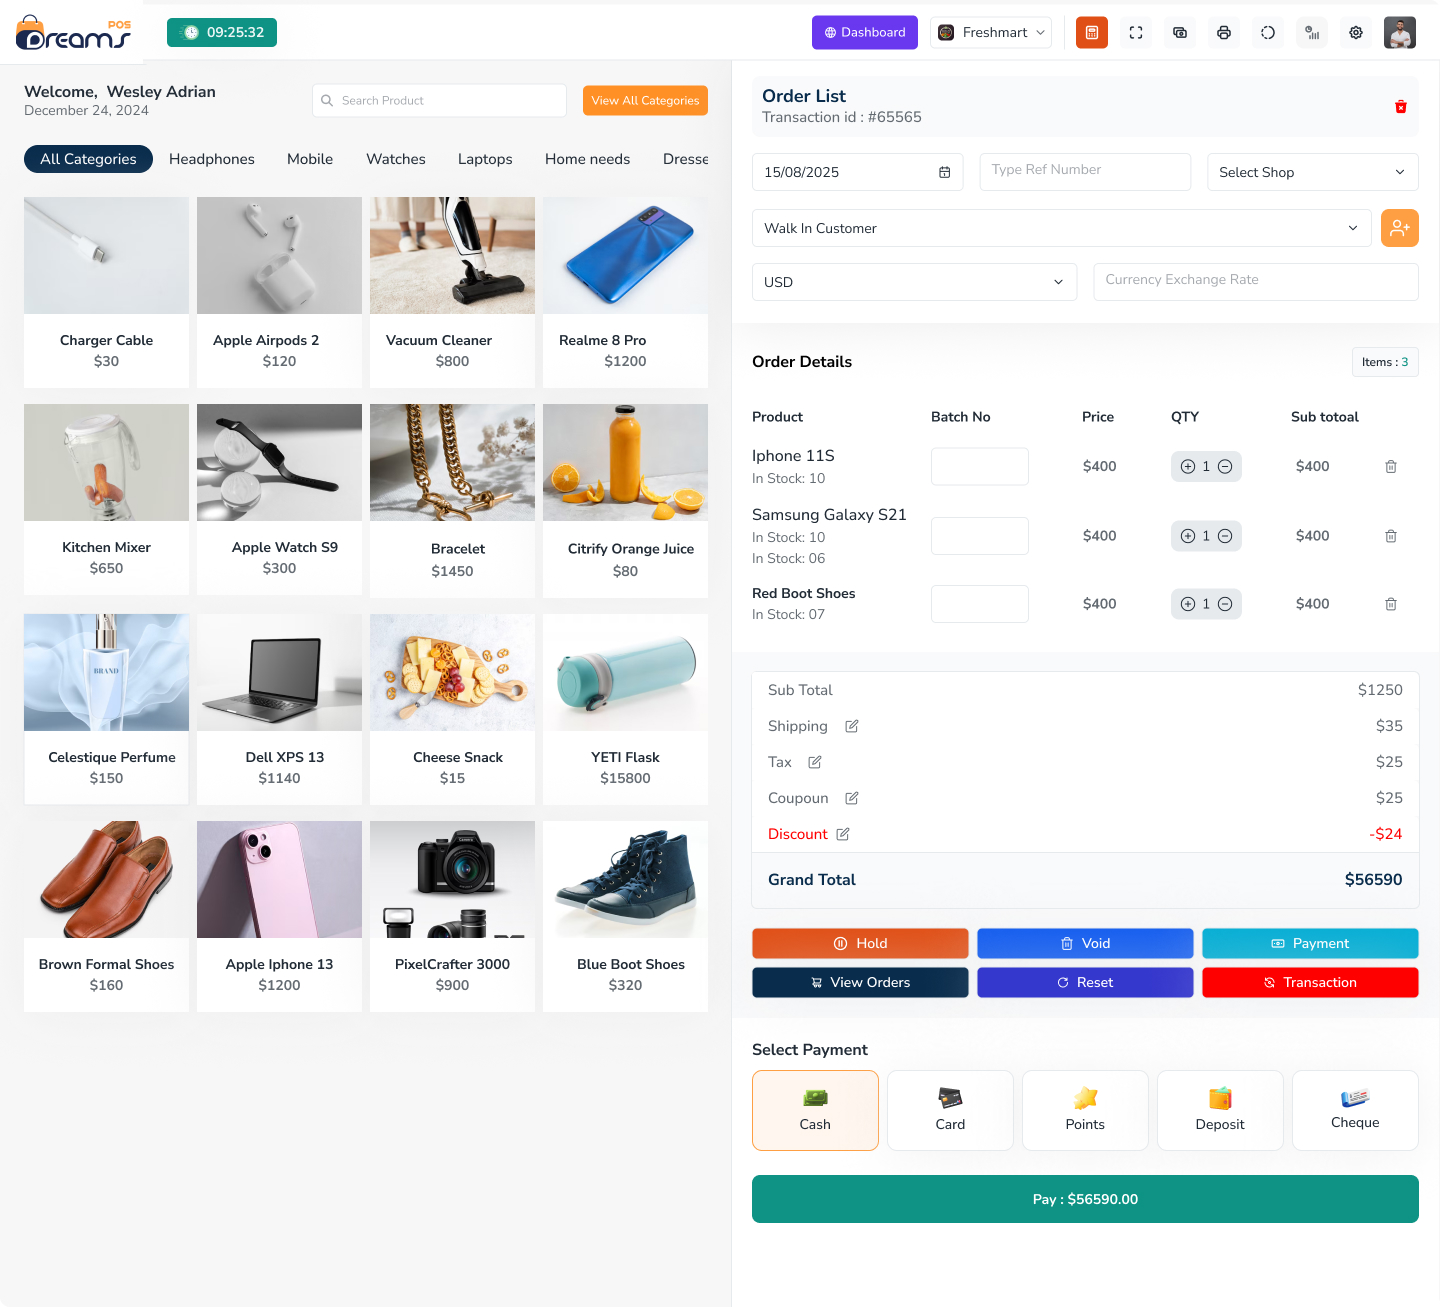 POS
Dreams
09:25:32
Dashboard
Freshmart
Welcome, Wesley Adrian
December 24, 2024
Search Product
View All Categories
All Categories
Headphones
Mobile
Watches
Laptops
Home needs
Dresse
Charger Cable
$30
Apple Airpods 2
$120
Vacuum Cleaner
$800
Realme 8 Pro
$1200
Kitchen Mixer
$650
Apple Watch S9
$300
Bracelet
$1450
Citrify Orange Juice
$80
BRAND
Celestique Perfume
$150
Dell XPS 13
$1140
Cheese Snack
$15
YETI Flask
$15800
Brown Formal Shoes
$160
Apple Iphone 13
$1200
PixelCrafter 3000
$900
Blue Boot Shoes
$320
Order List
Transaction id : #65565
15/08/2025
Type Ref Number
Select Shop
Walk In Customer
USD
Currency Exchange Rate
Order Details
Items : 3
Product Batch No Price QTY Sub totoal
Iphone 11S
In Stock: 10
$400 1 $400
Samsung Galaxy S21
In Stock: 10
In Stock: 06
$400 1 $400
Red Boot Shoes
In Stock: 07
$400 1 $400
Sub Total $1250
Shipping $35
Tax $25
Coupoun $25
Discount -$24
Grand Total $56590
Hold
Void
Payment
View Orders
Reset
Transaction
Select Payment
Cash
Card
Points
Deposit
Cheque
Pay : $56590.00